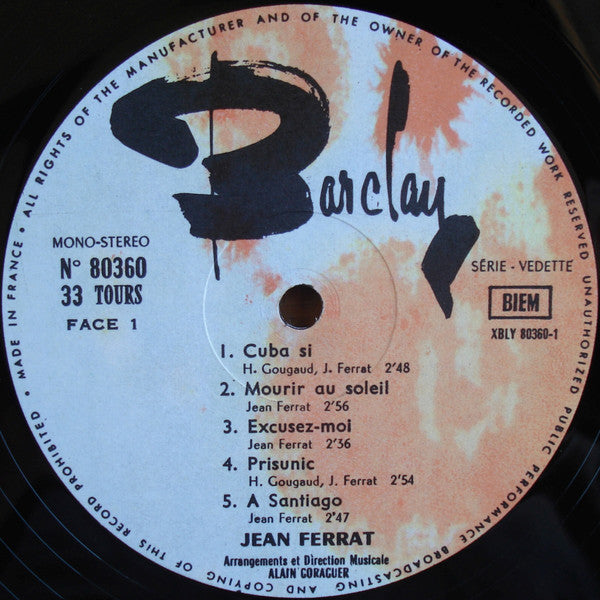 • MADE IN FRANCE • ALL RIGHTS OF THE MANUFACTURER AND OF THE OWNER OF THE RECORDED WORK RESERVED UNAUTHORIZED PUBLIC PERFORMANCE BROADCASTING AND COPYING OF THIS RECORD PROHIBITED
Barclay
MONO-STEREO
N° 80360
33 TOURS
FACE 1
SÉRIE - VEDETTE
BIEM
XBLY 80360-1
1. Cuba si
H. Gougaud, J. Ferrat 2'48
2. Mourir au soleil
Jean Ferrat 2'56
3. Excusez-moi
Jean Ferrat 2'36
4. Prisunic
H. Gougaud, J. Ferrat 2'54
5. A Santiago
Jean Ferrat 2'47
JEAN FERRAT
Arrangements et Direction Musicale
ALAIN GORAGUER